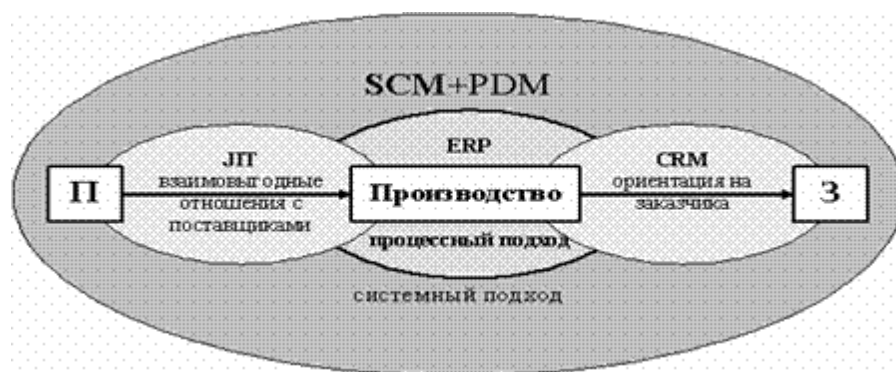 SCM+PDM
JIT
взаимовыгодные
отношения с
поставщиками
П
ERP
Производство
процессный подход
CRM
ориентация на
заказчика
З
системный подход